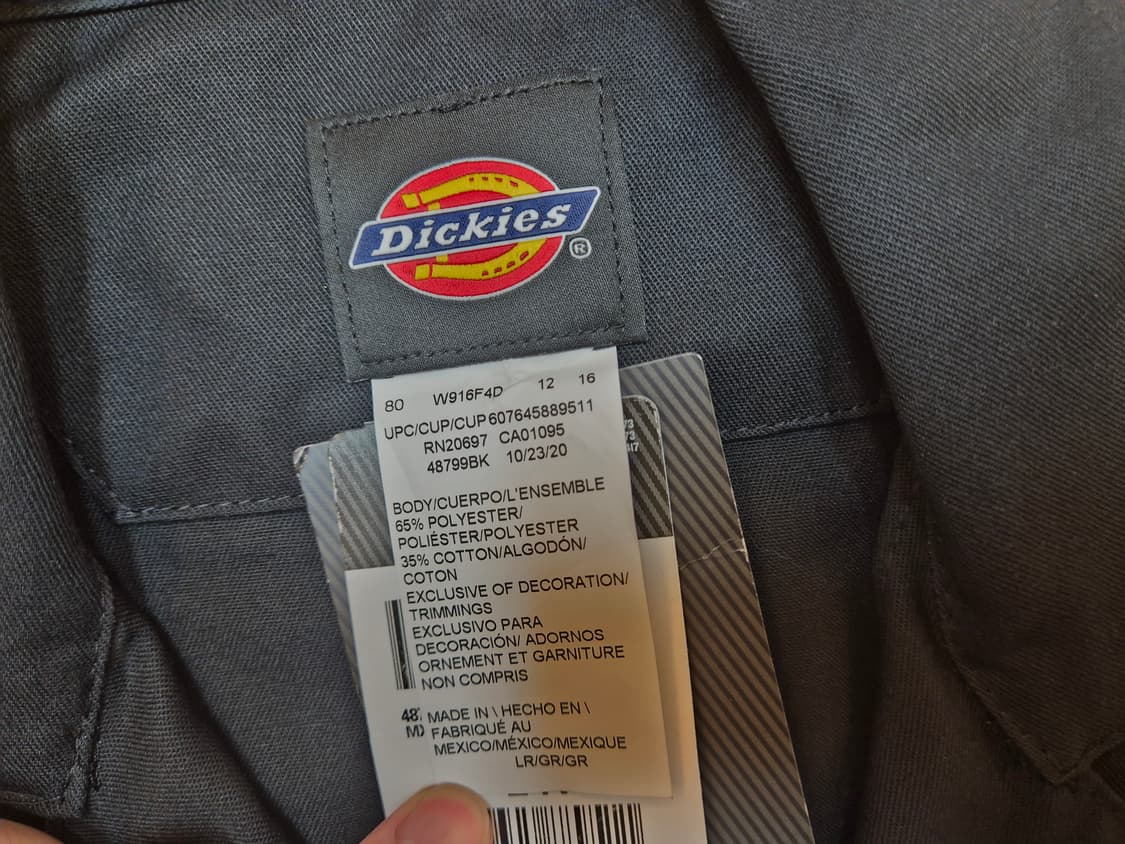 Dickies
®
80 W916F4D 12 16
UPC/CUP/CUP 607645889511
RN20697 CA01095
48799BK 10/23/20
BODY/CUERPO/L'ENSEMBLE
65% POLYESTER/
POLIÉSTER/POLYESTER
35% COTTON/ALGODÓN/
COTON
EXCLUSIVE OF DECORATION/
TRIMMINGS
EXCLUSIVO PARA
DECORACIÓN/ ADORNOS
ORNEMENT ET GARNITURE
NON COMPRIS
MADE IN \ HECHO EN \
FABRIQUÉ AU
MEXICO/MÉXICO/MEXIQUE
LR/GR/GR